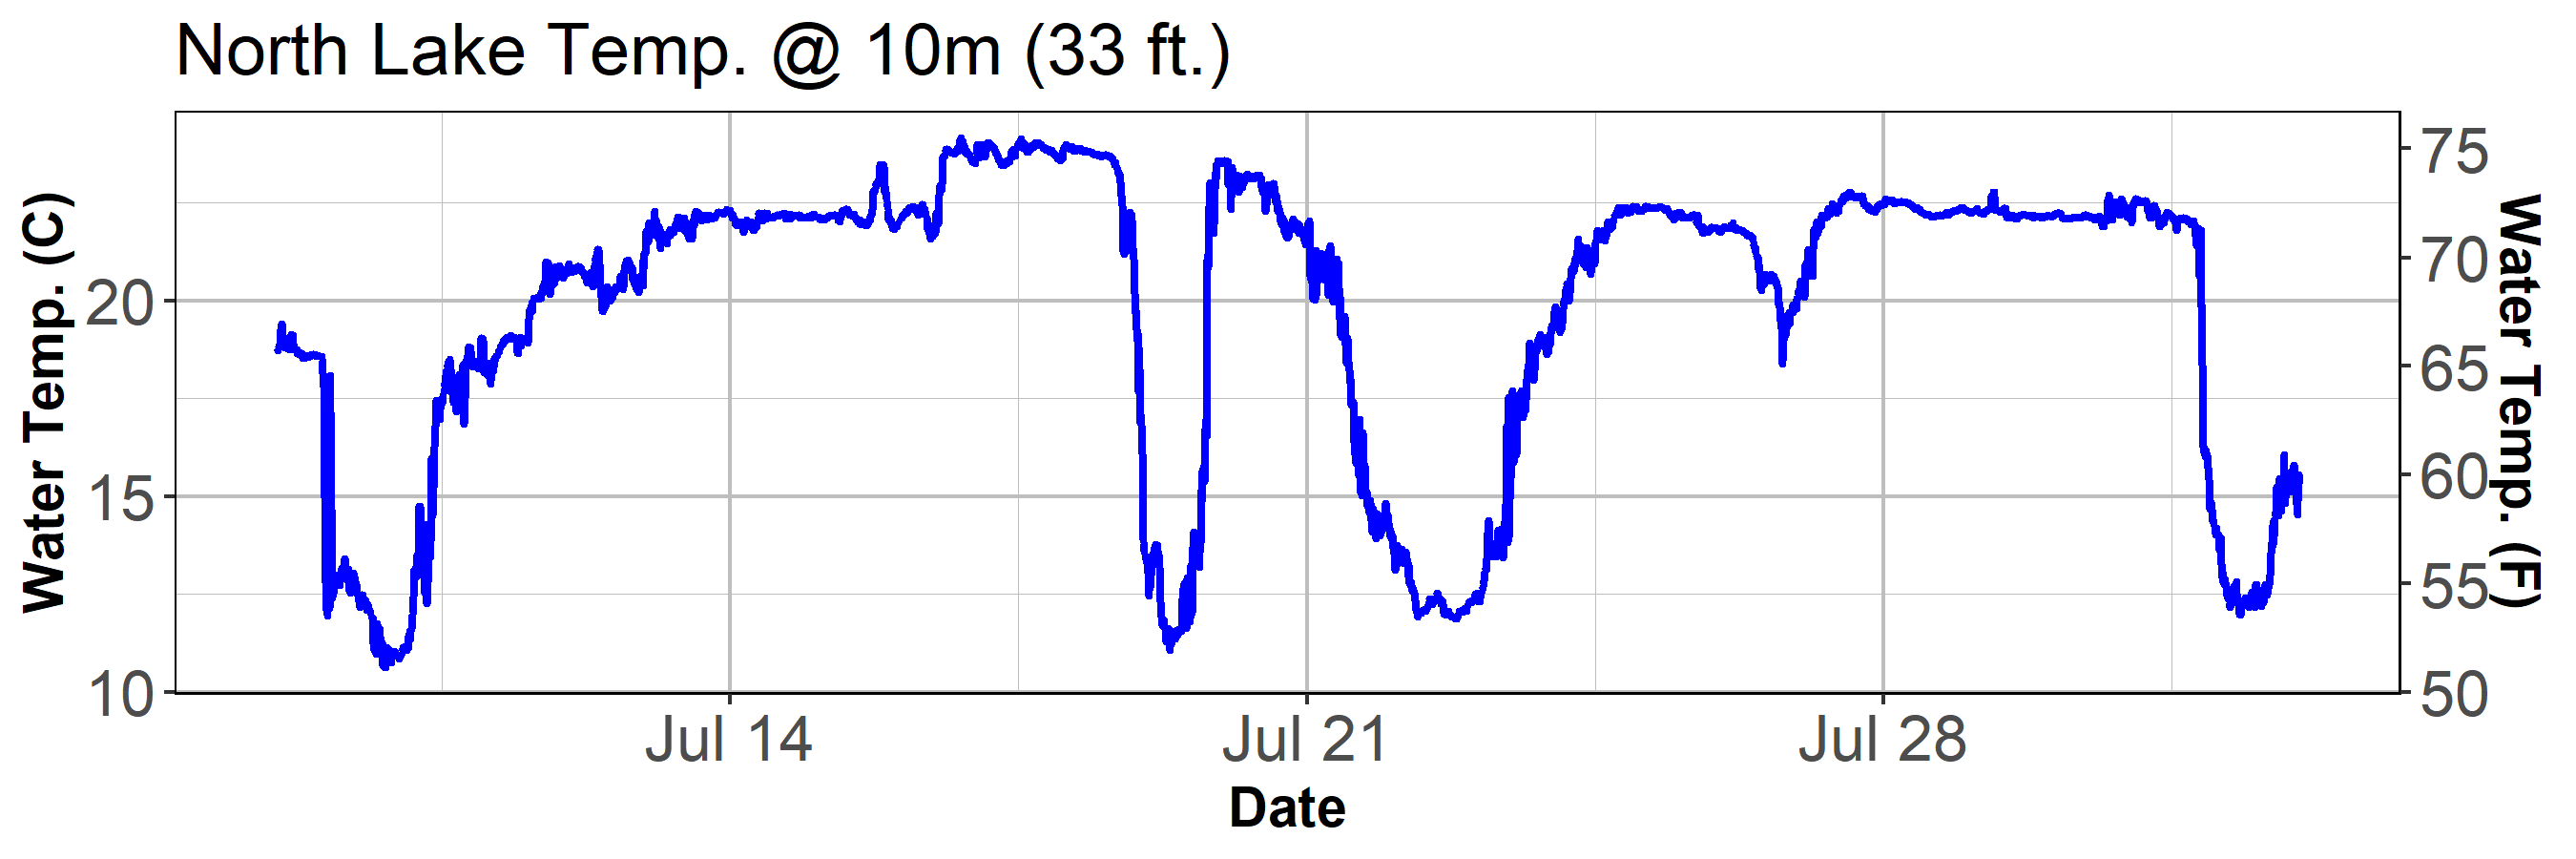 North Lake Temp. @ 10m (33 ft.)
Water Temp. (C)
20
15
10
75
70
65
60
55
50
Water Temp. (F)
Jul 14
Jul 21
Jul 28
Date